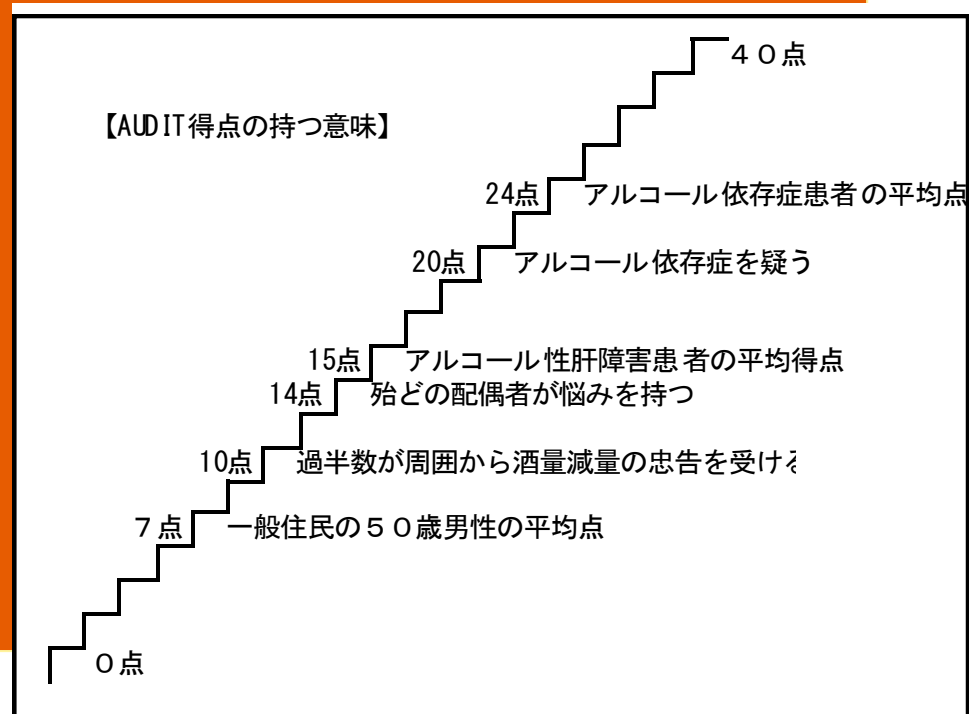 ４０点
【AUDIT得点の持つ意味】
24点 アルコール依存症患者の平均点
20点 アルコール依存症を疑う
15点 アルコール性肝障害患者の平均得点
14点 殆どの配偶者が悩みを持つ
10点 過半数が周囲から酒量減量の忠告を受ける
７点 一般住民の５０歳男性の平均点
０点